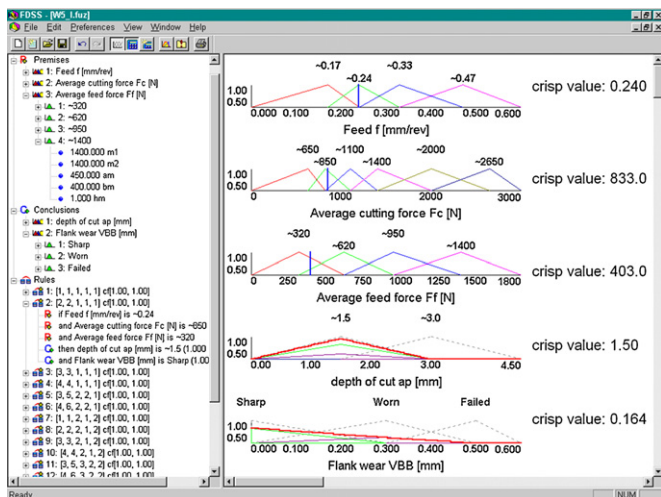 FDSS - [W5_I.fuz]
File Edit Preferences View Window Help
Premises
1: Feed f [mm/rev]
2: Average cutting force Fc [N]
3: Average feed force Ff [N]
1: ~320
2: ~620
3: ~950
4: ~1400
1400.000 m1
1400.000 m2
450.000 am
400.000 bm
1.000 hm
Conclusions
1: depth of cut ap [mm]
2: Flank wear VBB [mm]
1: Sharp
2: Worn
3: Failed
Rules
1: [1, 1, 1, 1, 1] cf[1.00, 1.00]
2: [2, 2, 1, 1, 1] cf[1.00, 1.00]
if Feed f [mm/rev] is ~0.24
and Average cutting force Fc [N] is ~850
and Average feed force Ff [N] is ~320
then depth of cut ap [mm] is ~1.5 (1.000
and Flank wear VBB [mm] is Sharp (1.00
3: [3, 3, 1, 1, 1] cf[1.00, 1.00]
4: [4, 4, 1, 1, 1] cf[1.00, 1.00]
5: [3, 5, 2, 2, 1] cf[1.00, 1.00]
6: [4, 6, 2, 2, 1] cf[1.00, 1.00]
7: [1, 1, 2, 1, 2] cf[1.00, 1.00]
8: [2, 2, 2, 1, 2] cf[1.00, 1.00]
9: [3, 3, 2, 1, 2] cf[1.00, 1.00]
10: [4, 4, 2, 1, 2] cf[1.00, 1.00]
11: [3, 5, 3, 2, 2] cf[1.00, 1.00]
12: [4, 6, 3, 2, 2] cf[1.00, 1.00]
~0.17 ~0.33
~0.24 ~0.47
1.00
0.50
0.000 0.100 0.200 0.300 0.400 0.500 0.600
Feed f [mm/rev]
crisp value: 0.240
~650 ~1100 ~2000
~850 ~1400 ~2650
1.00
0.50
0 1000 2000 3000
Average cutting force Fc [N]
crisp value: 833.0
~320 ~950
~620 ~1400
1.00
0.50
0 300 600 900 1200 1500 1800
Average feed force Ff [N]
crisp value: 403.0
~1.5 ~3.0
1.00
0.50
0.00 1.00 2.00 3.00 4.50
depth of cut ap [mm]
crisp value: 1.50
Sharp Worn Failed
1.00
0.50
0.000 0.100 0.200 0.300 0.400 0.500 0.600
Flank wear VBB [mm]
crisp value: 0.164
Ready NUM